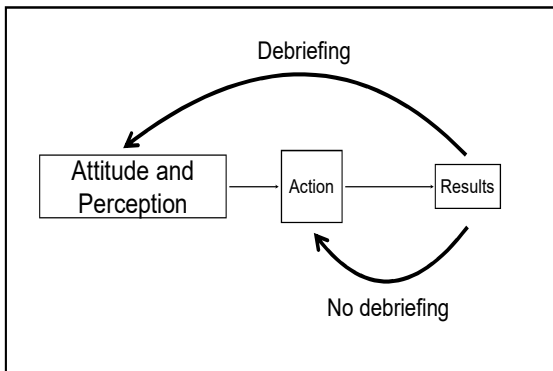 Debriefing
Attitude and
Perception
Action
Results
No debriefing